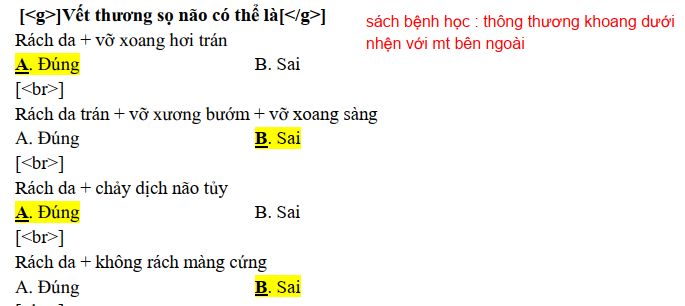 [<g>]Vết thương sọ não có thể là[</g>]
Rách da + vỡ xoang hơi trán
A. Đúng B. Sai
[<br>]
Rách da trán + vỡ xương bướm + vỡ xoang sàng
A. Đúng B. Sai
[<br>]
Rách da + chảy dịch não tủy
A. Đúng B. Sai
[<br>]
Rách da + không rách màng cứng
A. Đúng B. Sai
sách bệnh học : thông thương khoang dưới
nhện với mt bên ngoài